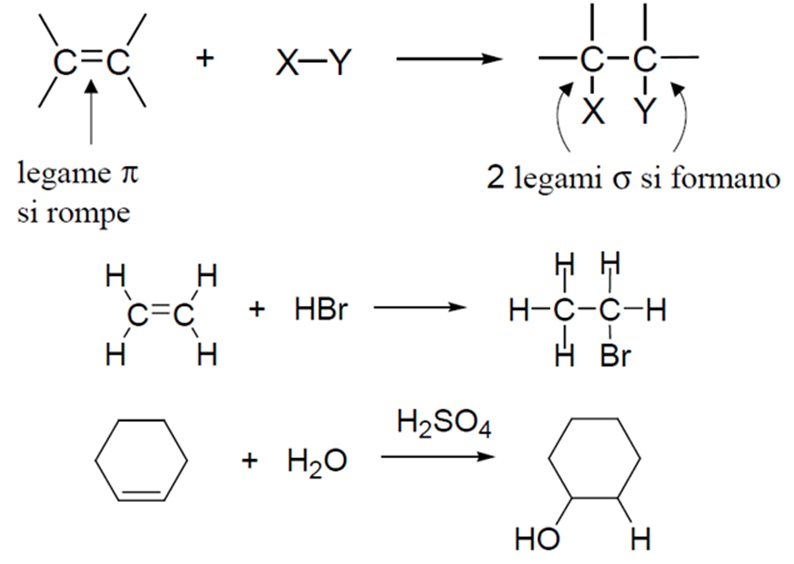 C=C + X–Y → –C–C–
X Y
legame π
si rompe
2 legami σ si formano
H H H H
C=C + HBr → H–C–C–H
H H H Br
+ H₂O H₂SO₄ →
HO H